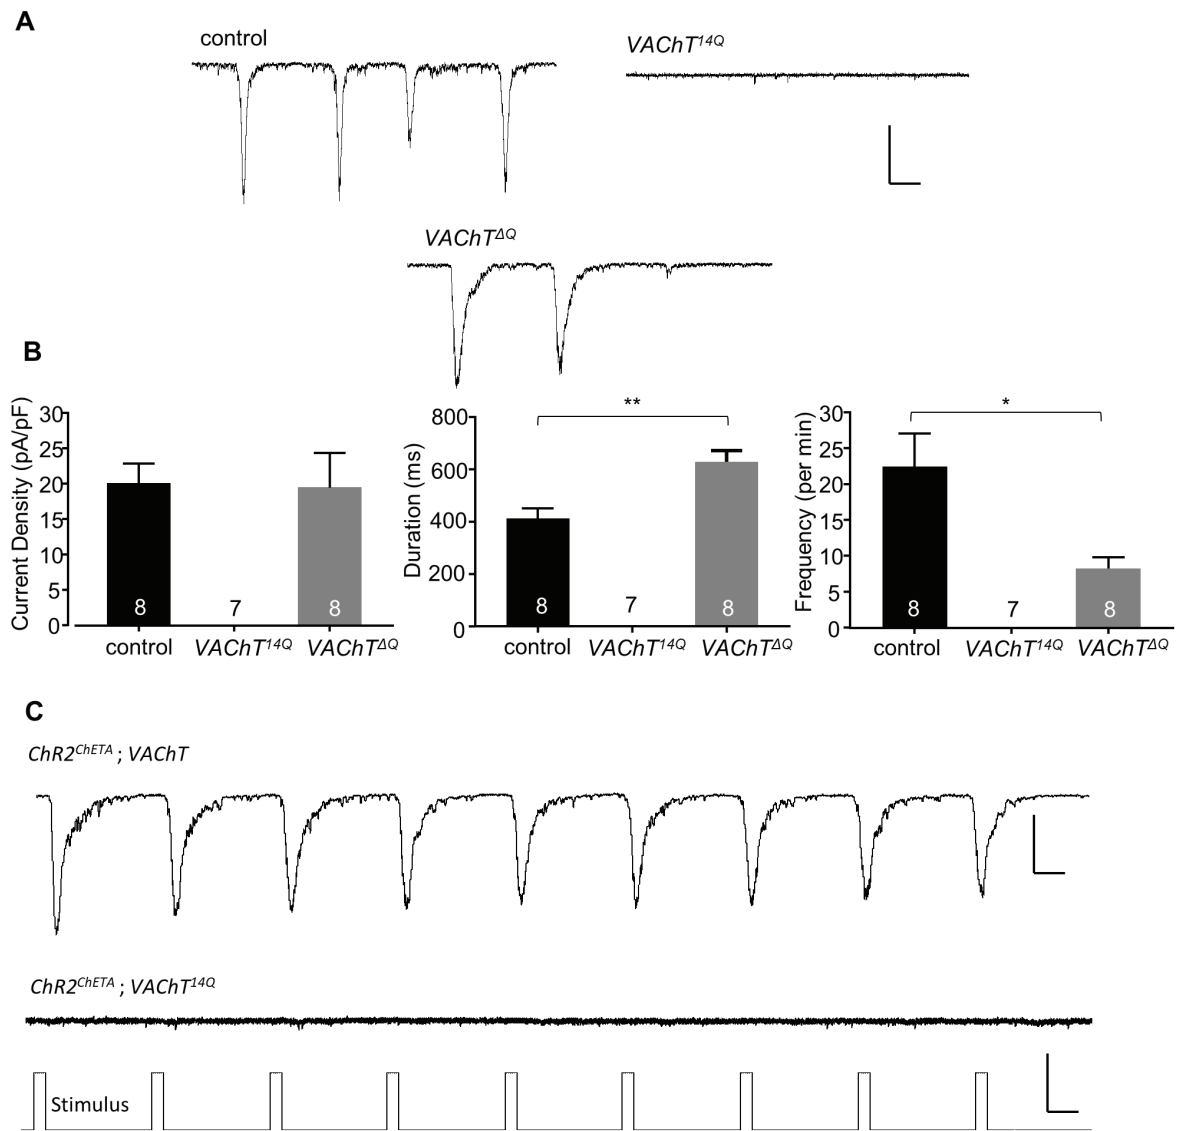 A
control
VAChT14Q
VAChTΔQ
B
Current Density (pA/pF)
30
25
20
15
10
5
0
8
7
8
control VAChT14Q VAChTΔQ
Duration (ms)
800
600
400
200
0
**
8
7
8
control VAChT14Q VAChTΔQ
Frequency (per min)
30
25
20
15
10
5
0
*
8
7
8
control VAChT14Q VAChTΔQ
C
ChR2ChETA ; VAChT
ChR2ChETA ; VAChT14Q
Stimulus